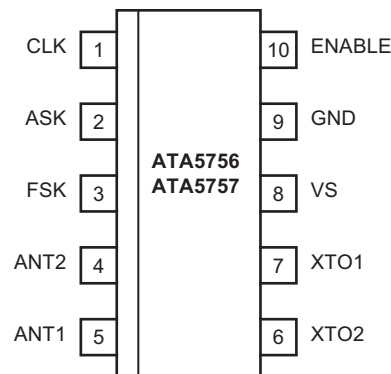 CLK 1 10 ENABLE
ASK 2 9 GND
ATA5756
ATA5757
FSK 3 8 VS
ANT2 4 7 XTO1
ANT1 5 6 XTO2